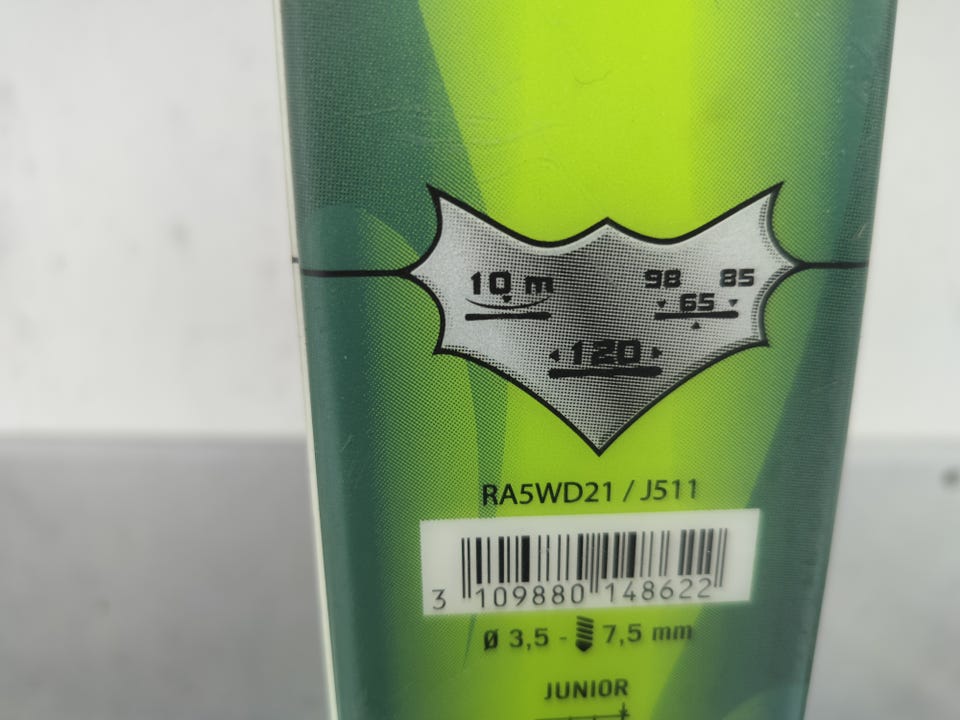 10 m
98 85
65
120
RA5WD21 / J511
3 109880 148622
Ø 3,5 - 7,5 mm
JUNIOR